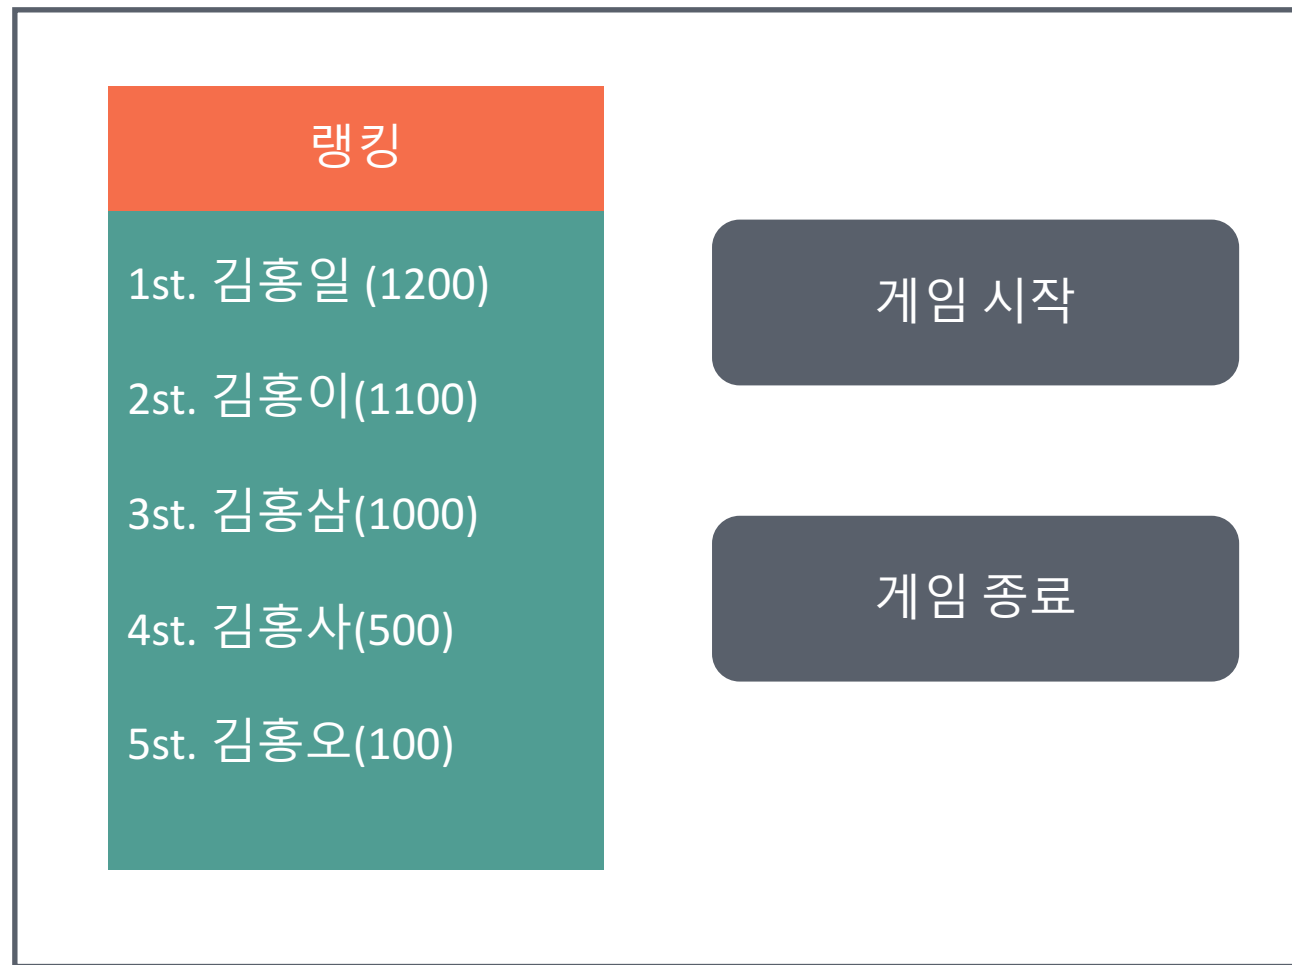 랭킹
1st. 김홍일 (1200)
2st. 김홍이(1100)
3st. 김홍삼(1000)
4st. 김홍사(500)
5st. 김홍오(100)
게임 시작
게임 종료